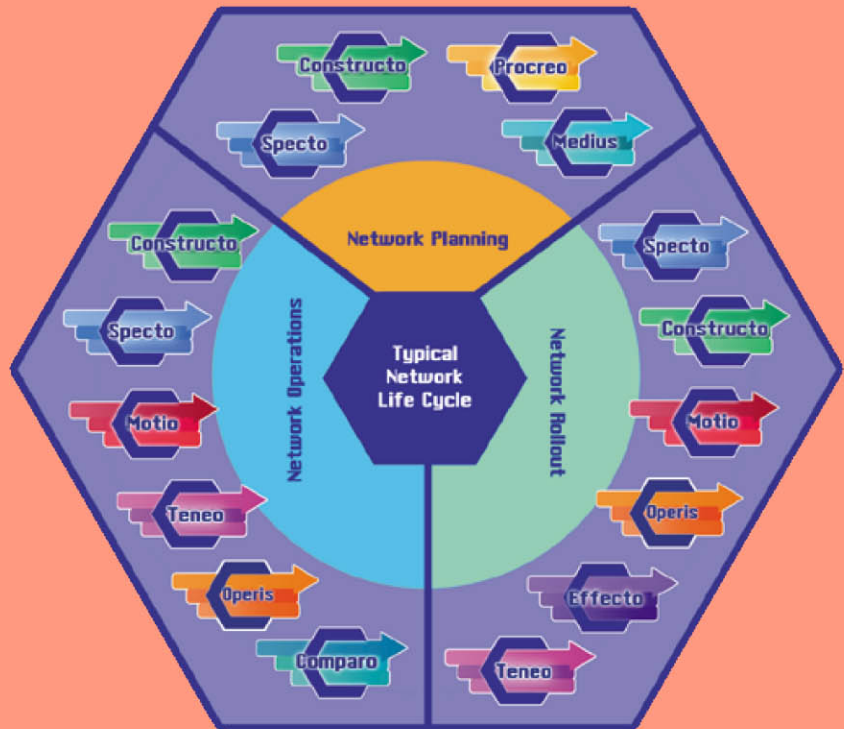 Constructo
Procreo
Specto
Medius
Network Planning
Constructo
Specto
Motio
Teneo
Operis
Comparo
Network Operations
Typical
Network
Life Cycle
Network Rollout
Specto
Constructo
Motio
Operis
Effecto
Teneo